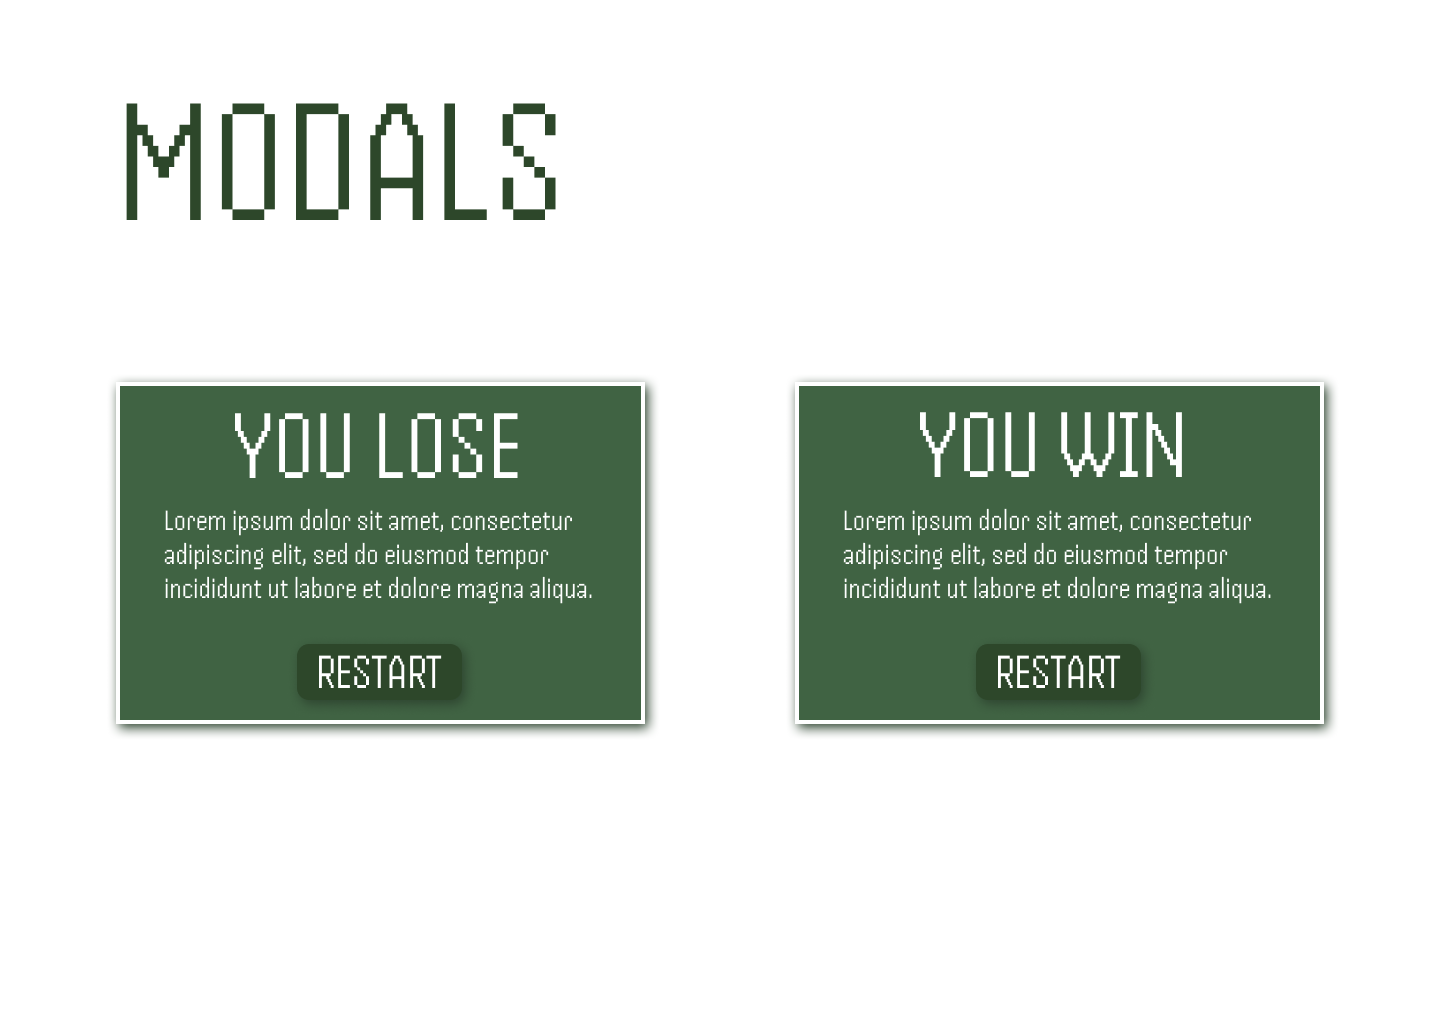 MODALS
YOU LOSE
Lorem ipsum dolor sit amet, consectetur
adipiscing elit, sed do eiusmod tempor
incididunt ut labore et dolore magna aliqua.
RESTART
YOU WIN
Lorem ipsum dolor sit amet, consectetur
adipiscing elit, sed do eiusmod tempor
incididunt ut labore et dolore magna aliqua.
RESTART